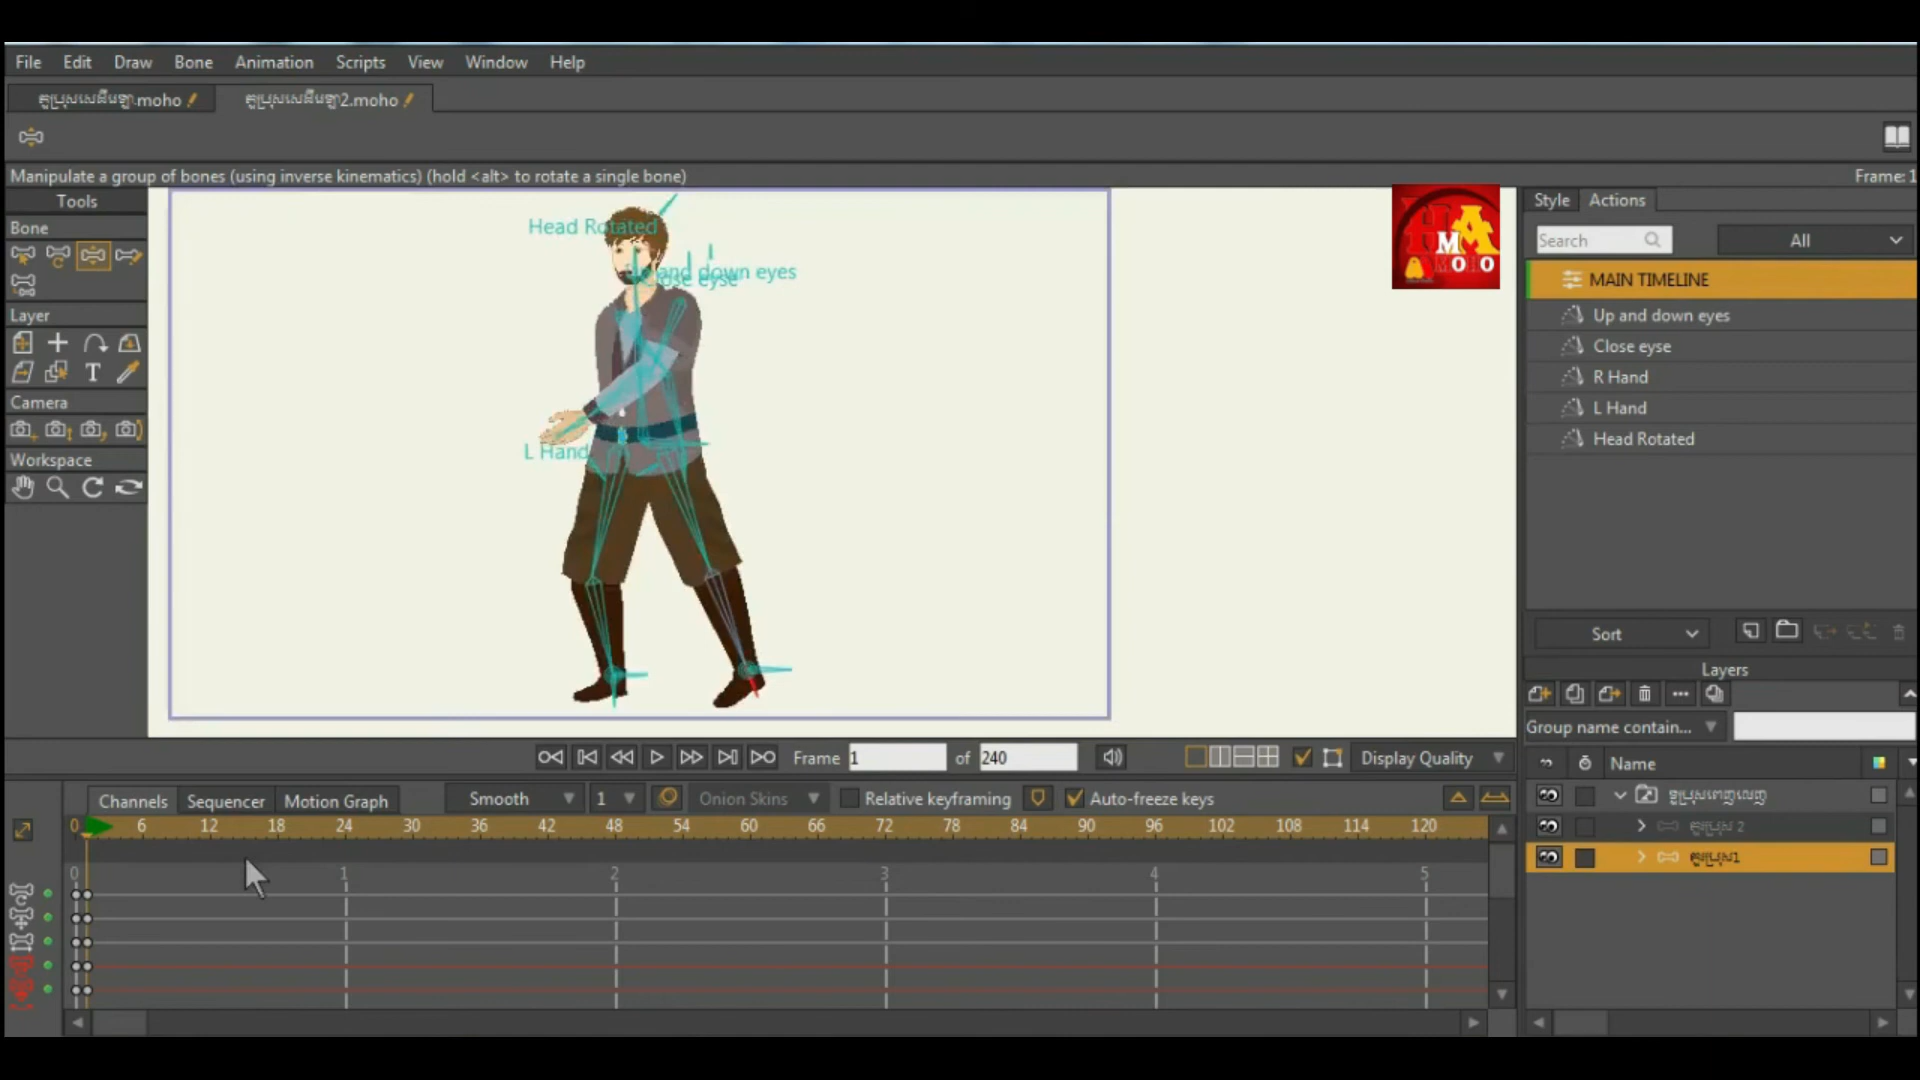 File Edit Draw Bone Animation Scripts View Window Help
.moho
2.moho
Manipulate a group of bones (using inverse kinematics) (hold <alt> to rotate a single bone)
Frame: 1
Tools
Bone
Layer
T
Camera
Workspace
Head Rotated
Up and down eyes
Close eyse
L Hand
HMA
MOHO
Style Actions
Search
All
MAIN TIMELINE
Up and down eyes
Close eyse
R Hand
L Hand
Head Rotated
Sort
Layers
Group name contain...
Name
Frame 1 of 240
Display Quality
Channels Sequencer Motion Graph Smooth 1 Onion Skins Relative keyframing Auto-freeze keys
0 6 12 18 24 30 36 42 48 54 60 66 72 78 84 90 96 102 108 114 120
0 1 2 3 4 5